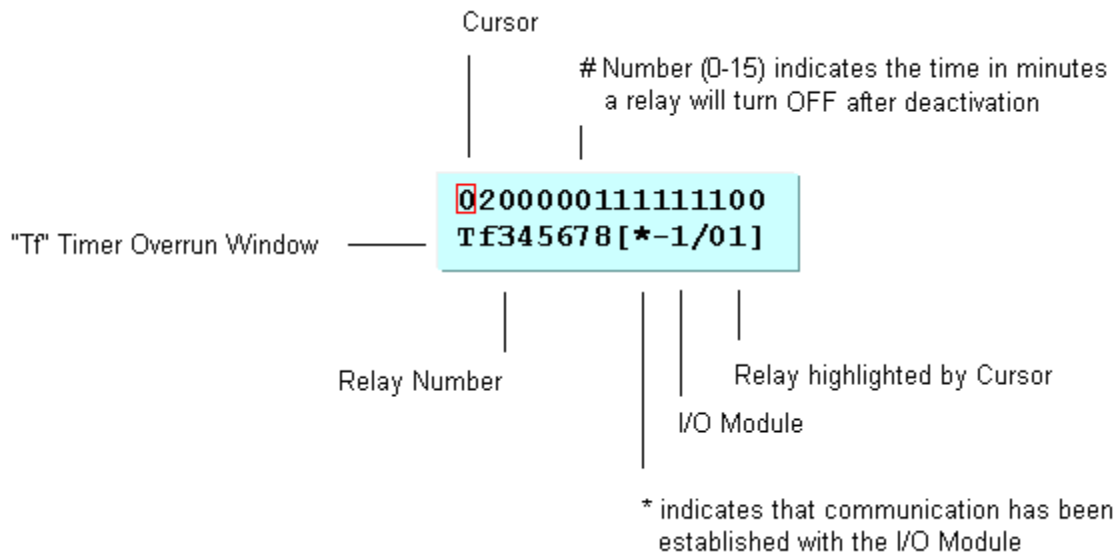 Cursor
# Number (0-15) indicates the time in minutes
a relay will turn OFF after deactivation
0200000111111100
Tf345678[*-1/01]
"Tf" Timer Overrun Window
Relay Number
Relay highlighted by Cursor
I/O Module
* indicates that communication has been
established with the I/O Module